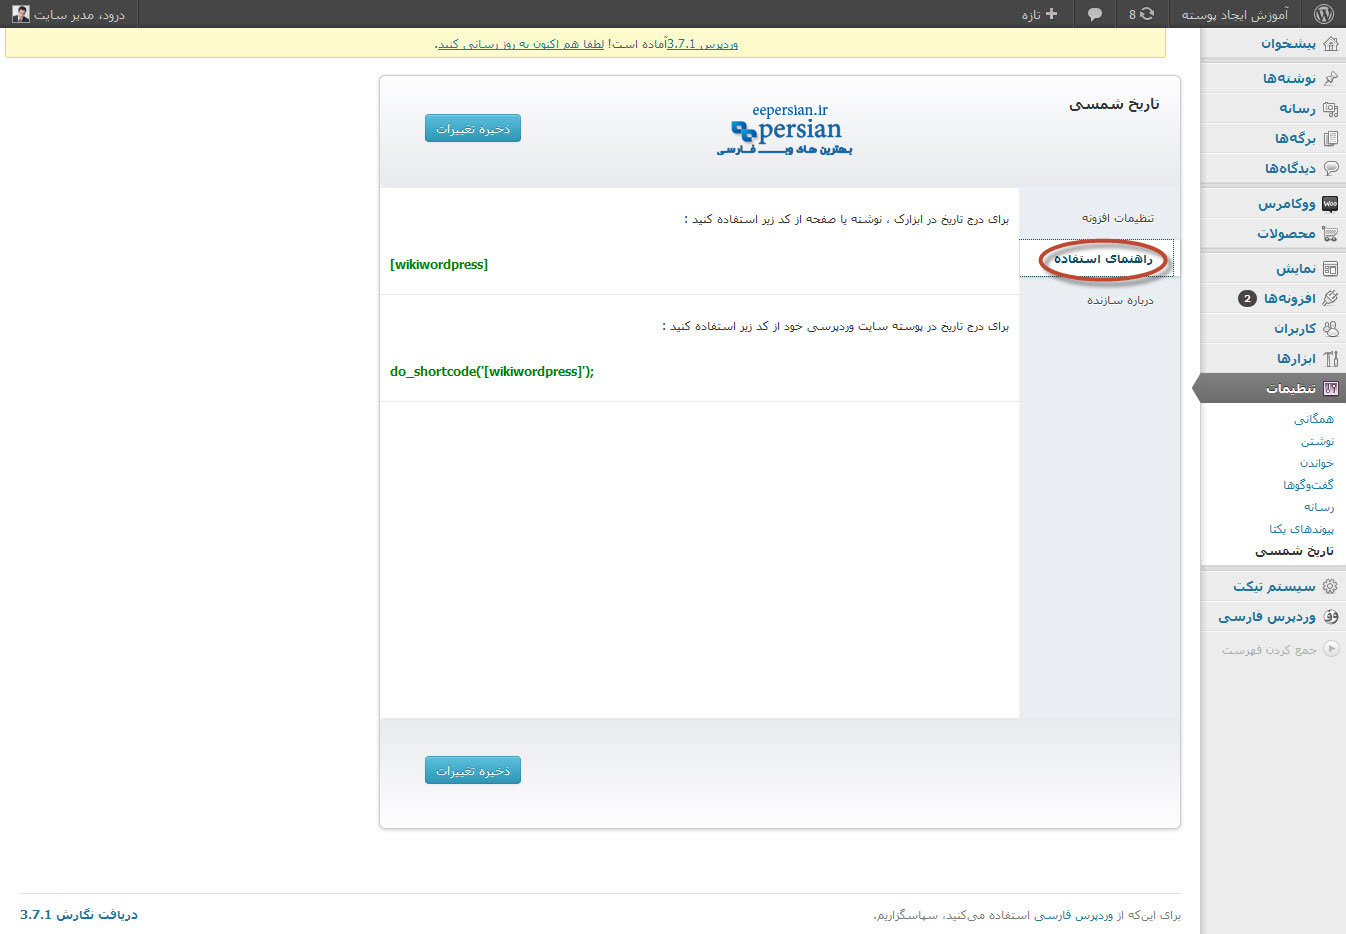 آموزش ایجاد پوسته
8
تازه
درود، مدیر سایت
وردپرس 3.7.1آماده است! لطفا هم اکنون به روز رسانی کنید.
پیشخوان
نوشته‌ها
رسانه
برگه‌ها
دیدگاه‌ها
ووکامرس
محصولات
نمایش
افزونه‌ها 2
کاربران
ابزارها
تنظیمات
همگانی
نوشتن
خواندن
گفت‌وگوها
رسانه
پیوندهای یکتا
تاریخ شمسی
سیستم تیکت
وردپرس فارسی
جمع کردن فهرست
تاریخ شمسی
eepersian.ir
persian
بهترین های وب فارسی
ذخیره تغییرات
تنظیمات افزونه
راهنمای استفاده
درباره سازنده
برای درج تاریخ در ابزارک ، نوشته یا صفحه از کد زیر استفاده کنید :
[wikiwordpress]
برای درج تاریخ در پوسته سایت وردپرسی خود از کد زیر استفاده کنید :
do_shortcode('[wikiwordpress]');
ذخیره تغییرات
برای این‌که از وردپرس فارسی استفاده می‌کنید، سپاسگزاریم.
دریافت نگارش 3.7.1